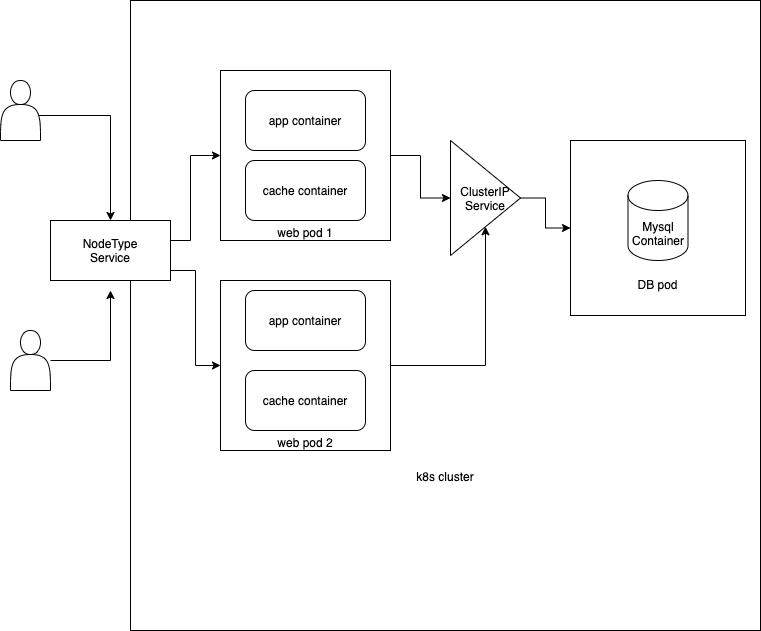 app container
cache container
web pod 1
NodeType
Service
ClusterIP
Service
Mysql
Container
DB pod
app container
cache container
web pod 2
k8s cluster